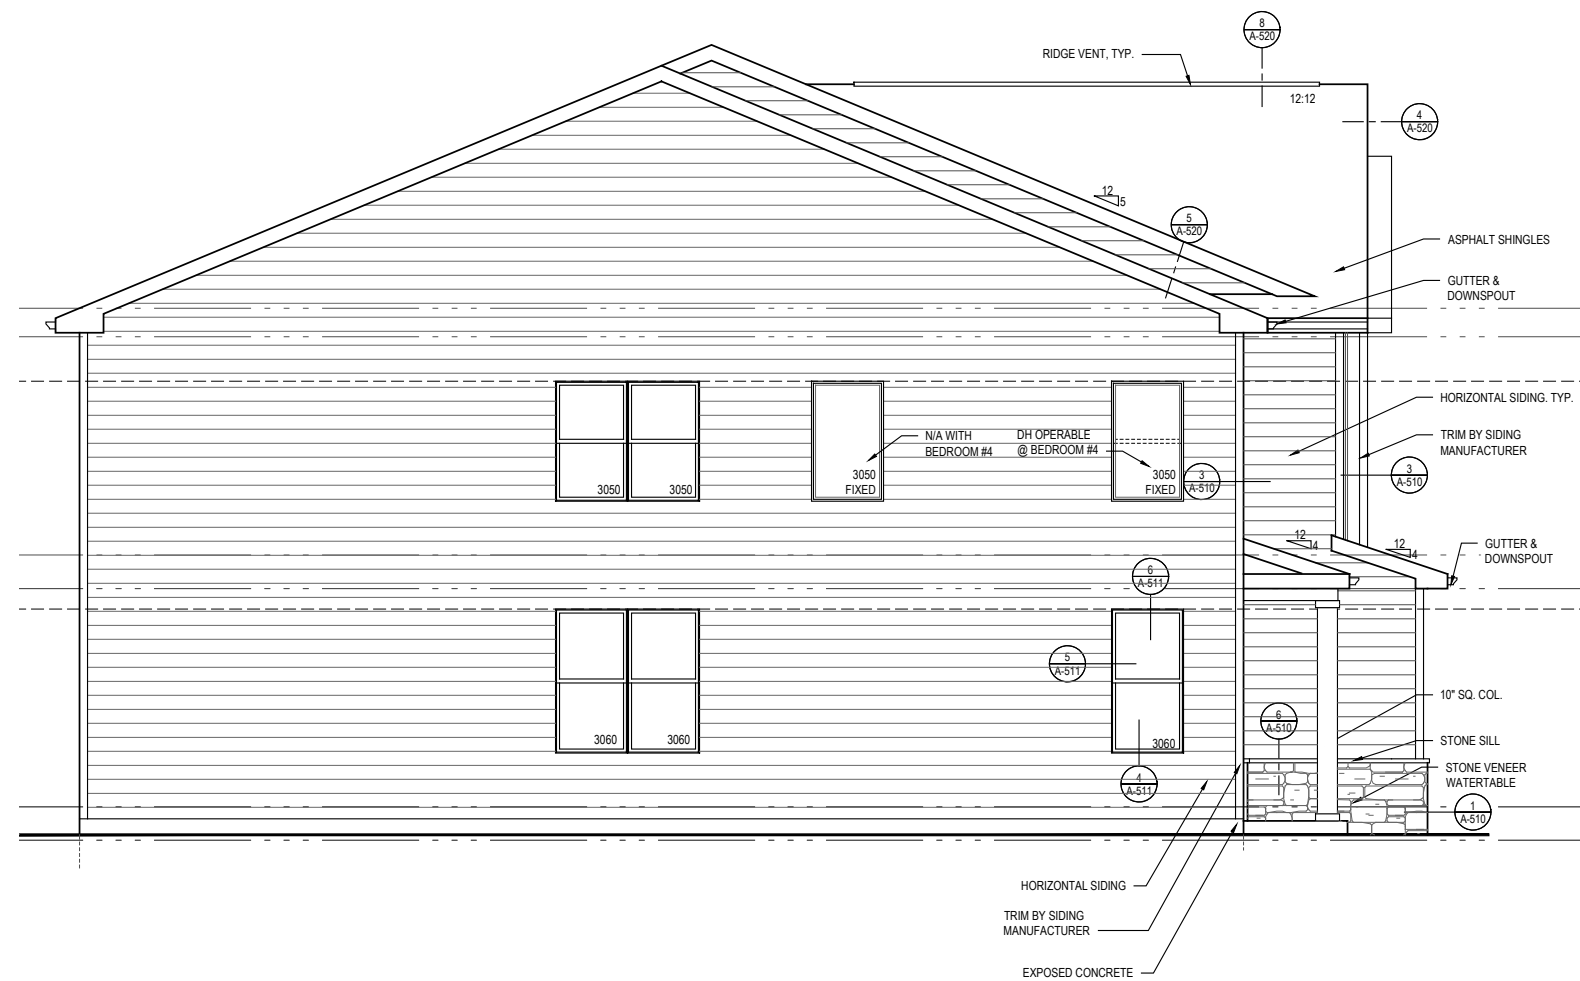 8
A-520
RIDGE VENT, TYP.
12:12
4
A-520
12
5
5
A-520
ASPHALT SHINGLES
GUTTER &
DOWNSPOUT
HORIZONTAL SIDING. TYP.
N/A WITH
BEDROOM #4
DH OPERABLE
@ BEDROOM #4
TRIM BY SIDING
MANUFACTURER
3050
3050
3050
FIXED
3050
FIXED
3
A-510
3
A-510
12
4
12
4
GUTTER &
DOWNSPOUT
6
A-511
5
A-511
10" SQ. COL.
6
A-510
3060
3060
3060
STONE SILL
STONE VENEER
WATERTABLE
4
A-511
1
A-510
HORIZONTAL SIDING
TRIM BY SIDING
MANUFACTURER
EXPOSED CONCRETE